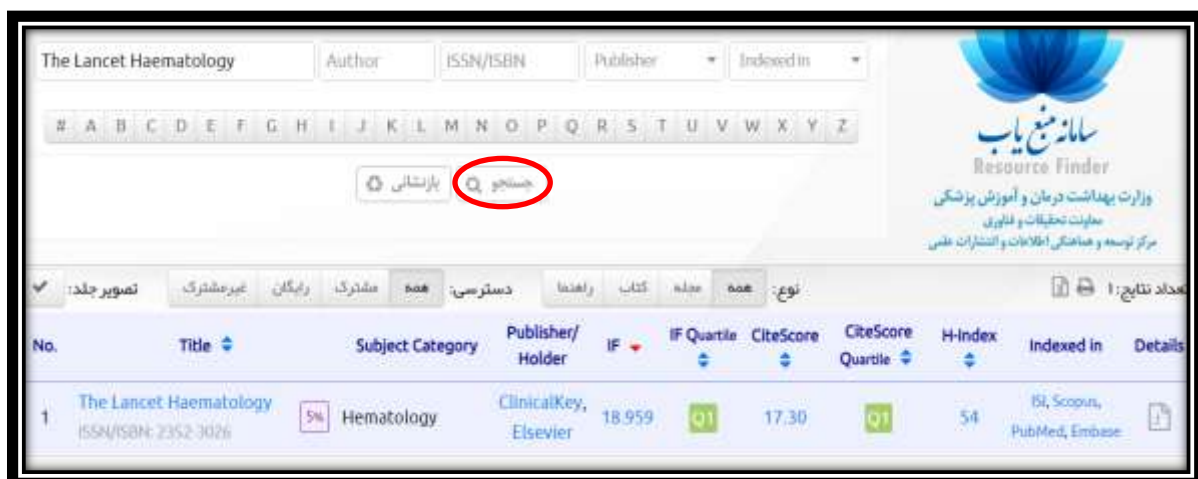 The Lancet Haematology Author ISSN/ISBN Publisher Indexed in
# A B C D E F G H I J K L M N O P Q R S T U V W X Y Z
جستجو بازنشانی
سامانه منبع یاب
Resource Finder
وزارت بهداشت درمان و آموزش پزشکی
معاونت تحقیقات و فناوری
مرکز توسعه و هماهنگی اطلاعات و انتشارات علمی
تعداد نتایج: 1 نوع: همه مجله کتاب راهنما دسترسی: همه مشترک رایگان غیرمشترک تصویر جلد:
No. Title Subject Category Publisher/ Holder IF IF Quartile CiteScore CiteScore Quartile H-Index Indexed in Details
1 The Lancet Haematology 5% Hematology ClinicalKey, Elsevier 18.959 Q1 17.30 Q1 54 ISI, Scopus, PubMed, Embase
ISSN/ISBN: 2352-3026